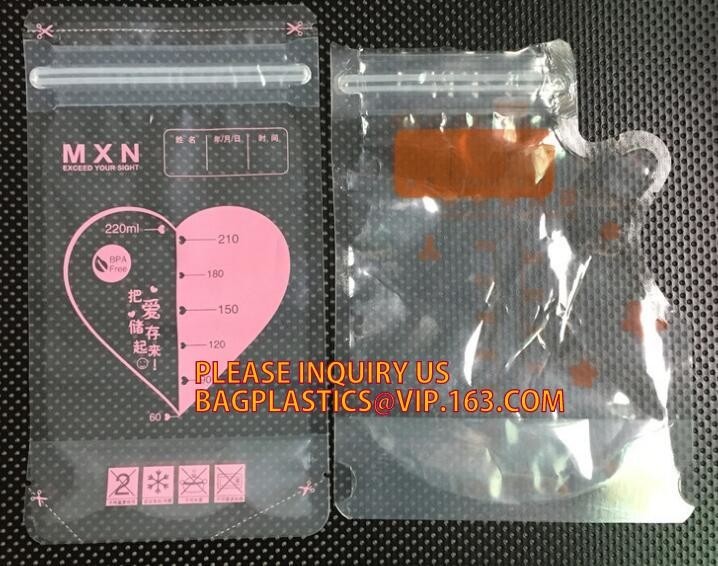 MXN
EXCEED YOUR SIGHT
姓名 年/月/日 时间
220ml
210
BPA
Free
180
150
120
60
把爱储存起来!
PLEASE INQUIRY US
BAGPLASTICS@VIP.163.COM
2